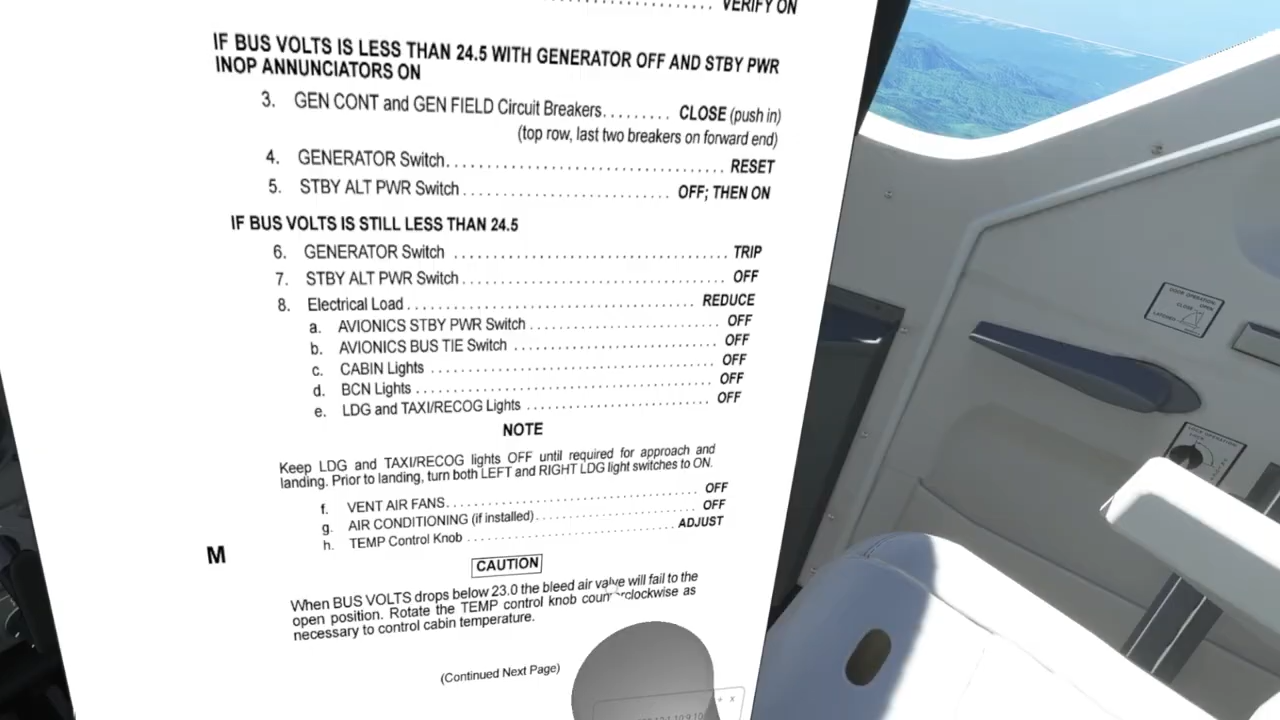 VERIFY ON
IF BUS VOLTS IS LESS THAN 24.5 WITH GENERATOR OFF AND STBY PWR
INOP ANNUNCIATORS ON
3. GEN CONT and GEN FIELD Circuit Breakers......... CLOSE (push in)
(top row, last two breakers on forward end)
4. GENERATOR Switch........................................ RESET
5. STBY ALT PWR Switch.............................. OFF; THEN ON
IF BUS VOLTS IS STILL LESS THAN 24.5
6. GENERATOR Switch ....................................... TRIP
7. STBY ALT PWR Switch..................................... OFF
8. Electrical Load........................................ REDUCE
a. AVIONICS STBY PWR Switch............................ OFF
b. AVIONICS BUS TIE Switch .............................. OFF
c. CABIN Lights ........................................... OFF
d. BCN Lights ............................................. OFF
e. LDG and TAXI/RECOG Lights ........................... OFF
NOTE
Keep LDG and TAXI/RECOG lights OFF until required for approach and
landing. Prior to landing, turn both LEFT and RIGHT LDG light switches to ON.
f. VENT AIR FANS........................................ OFF
g. AIR CONDITIONING (if installed)......................... OFF
h. TEMP Control Knob ................................ ADJUST
M
CAUTION
When BUS VOLTS drops below 23.0 the bleed air valve will fail to the
open position. Rotate the TEMP control knob counterclockwise as
necessary to control cabin temperature.
(Continued Next Page)